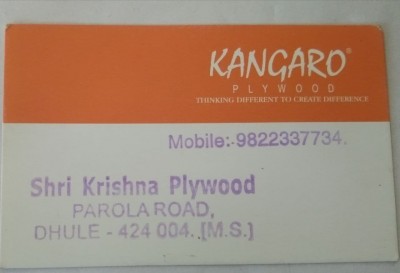 KANGARO®
PLYWOOD
THINKING DIFFERENT TO CREATE DIFFERENCE
Mobile:-9822337734.
Shri Krishna Plywood
PAROLA ROAD,
DHULE - 424 004. [M.S.]